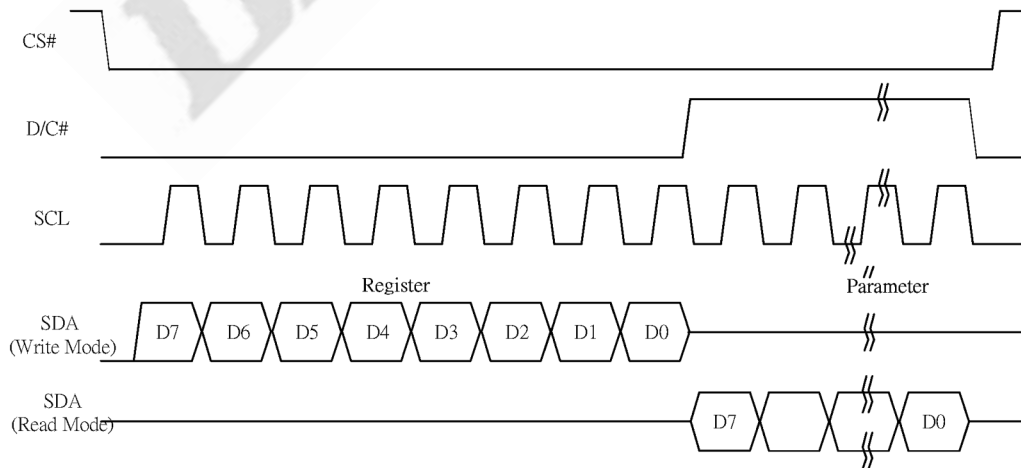 CS#
D/C#
SCL
Register
Parameter
SDA
(Write Mode)
D7 D6 D5 D4 D3 D2 D1 D0
SDA
(Read Mode)
D7 D0